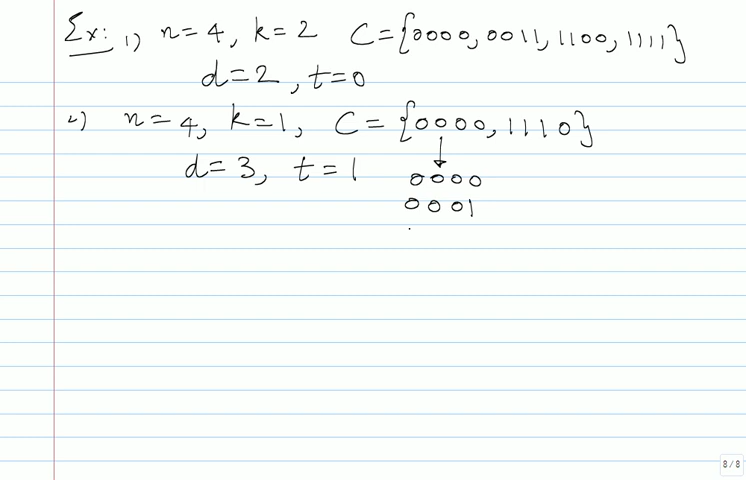 Ex: 1) n=4, k=2 C={0000,0011,1100,1111}
d=2, t=0
2) n=4, k=1, C={0000,1110}
d=3, t=1
0000
0001
8/8